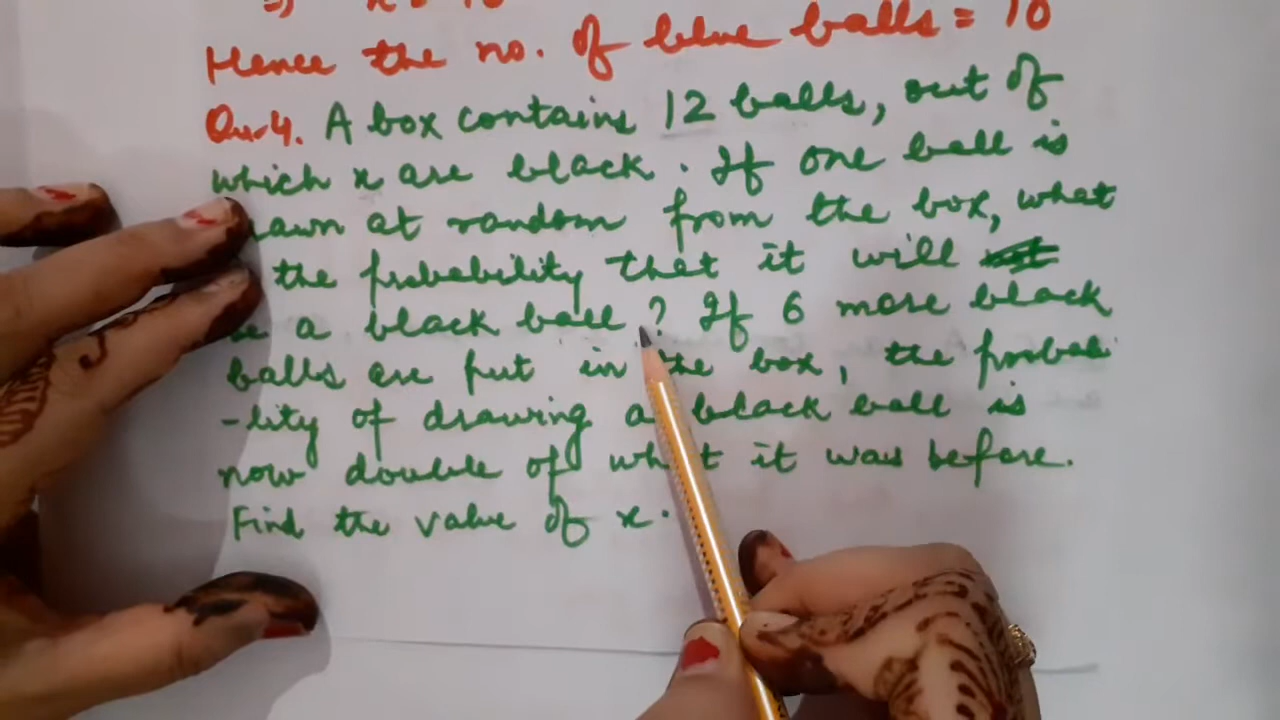 Hence the no. of blue balls = 10
Qu.4. A box contains 12 balls, out of
which x are black. If one ball is
rawn at random from the box, what
the probability that it will
a black ball? If 6 more black
balls are put in the box, the probabi
-lity of drawing a black ball is
now double of what it was before.
Find the value of x.